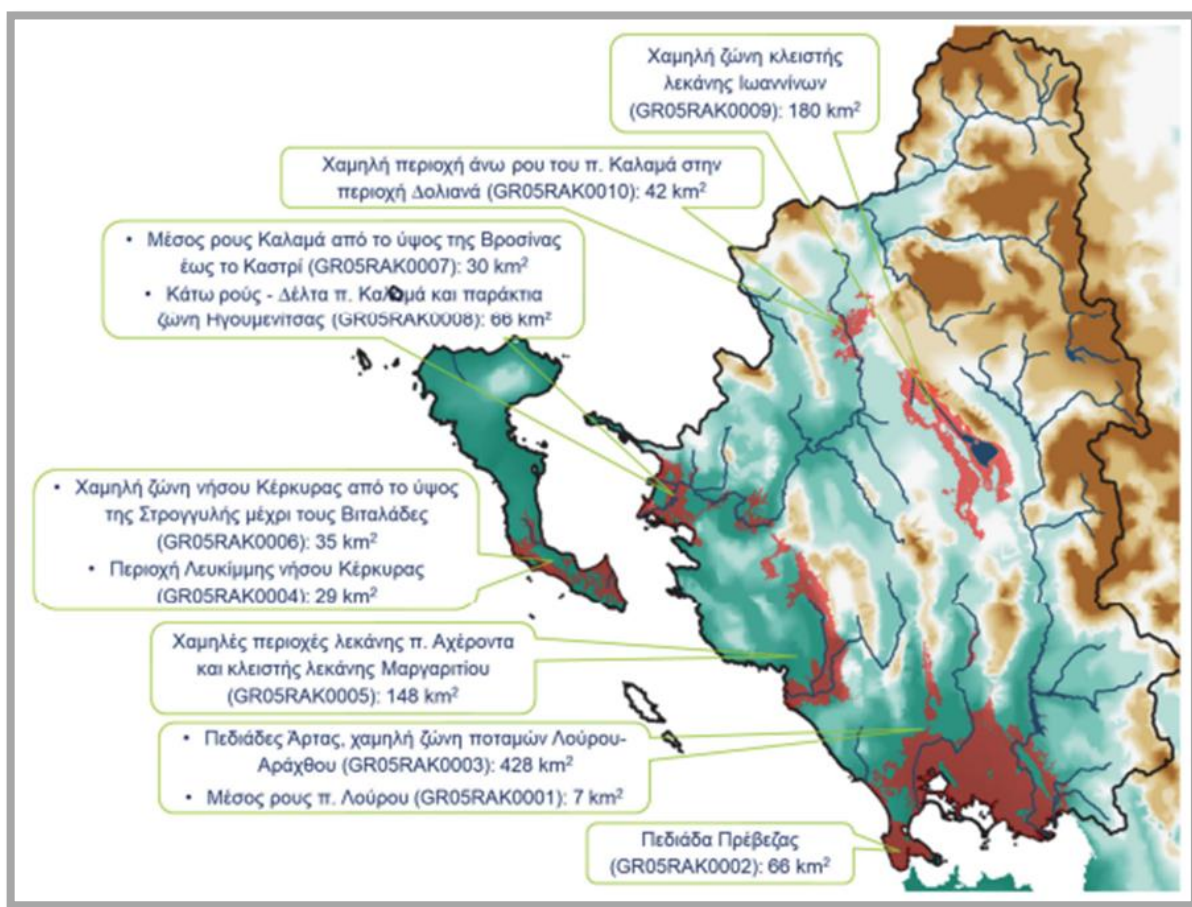 Χαμηλή ζώνη κλειστής
λεκάνης Ιωαννίνων
(GR05RAK0009): 180 km²
Χαμηλή περιοχή άνω ρου του π. Καλαμά στην
περιοχή Δολιανά (GR05RAK0010): 42 km²
• Μέσος ρους Καλαμά από το ύψος της Βροσίνας
έως το Καστρί (GR05RAK0007): 30 km²
• Κάτω ρούς - Δέλτα π. Καλαμά και παράκτια
ζώνη Ηγουμενίτσας (GR05RAK0008): 66 km²
• Χαμηλή ζώνη νήσου Κέρκυρας από το ύψος
της Στρογγυλής μέχρι τους Βιταλάδες
(GR05RAK0006): 35 km²
• Περιοχή Λευκίμμης νήσου Κέρκυρας
(GR05RAK0004): 29 km²
Χαμηλές περιοχές λεκάνης π. Αχέροντα
και κλειστής λεκάνης Μαργαριτίου
(GR05RAK0005): 148 km²
• Πεδιάδες Άρτας, χαμηλή ζώνη ποταμών Λούρου-
Αράχθου (GR05RAK0003): 428 km²
• Μέσος ρους π. Λούρου (GR05RAK0001): 7 km²
Πεδιάδα Πρέβεζας
(GR05RAK0002): 66 km²